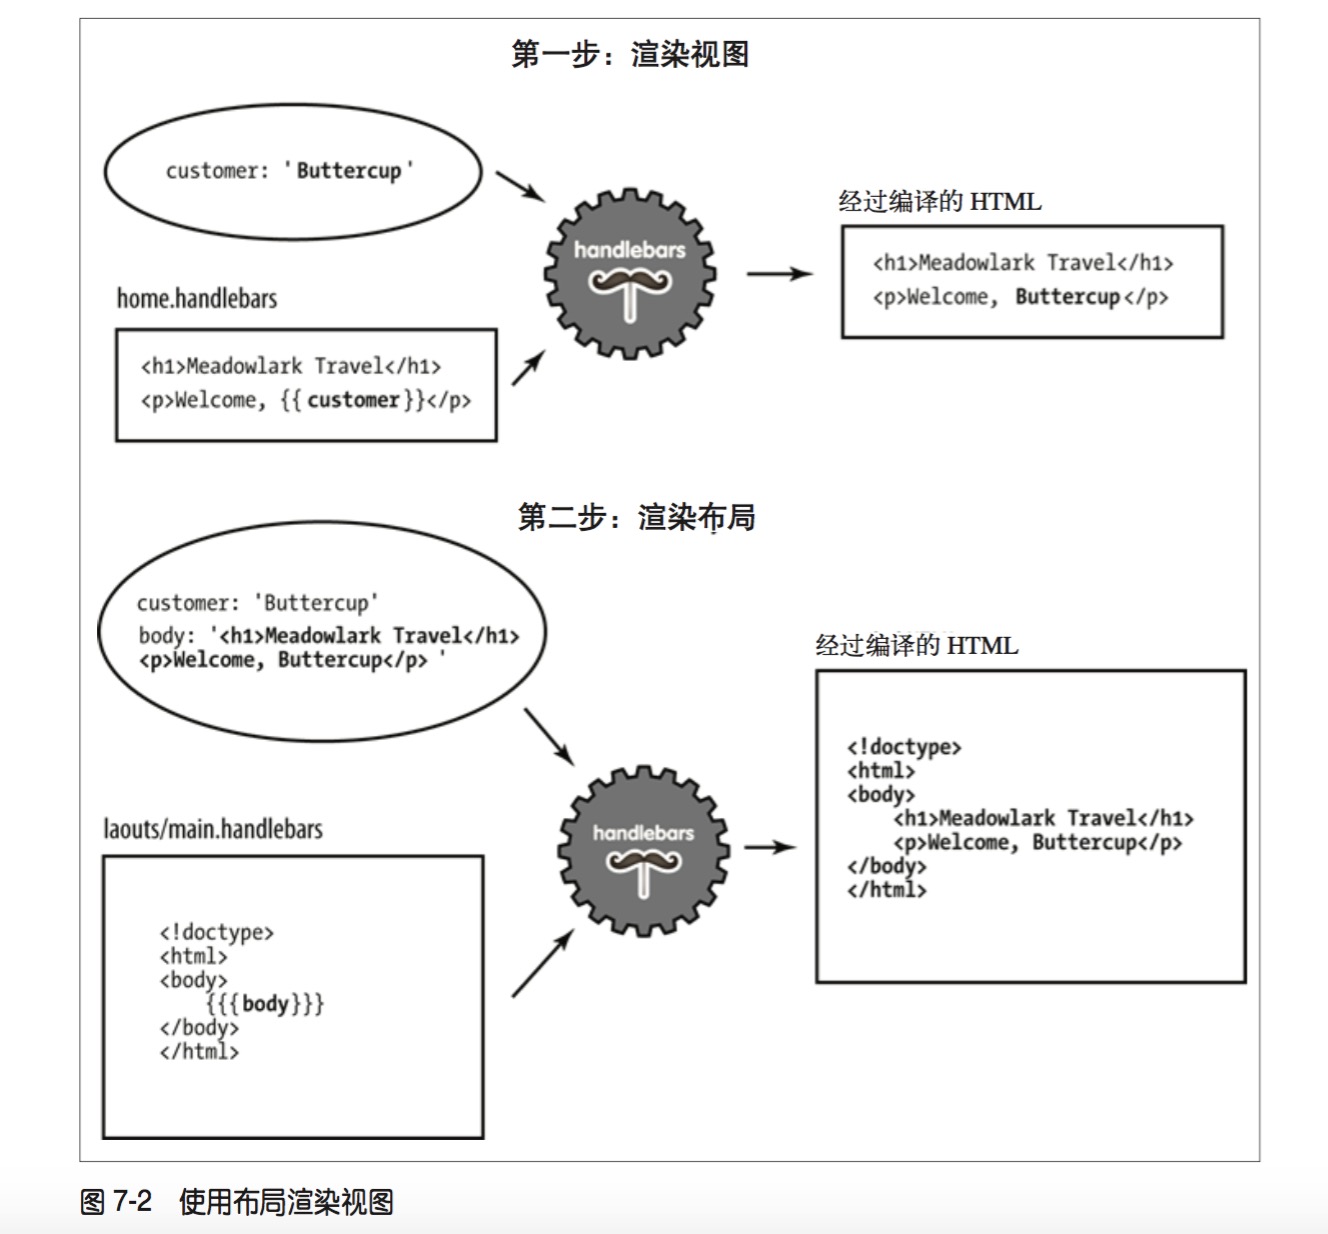 第一步：渲染视图
customer: 'Buttercup'
handlebars
经过编译的 HTML
<h1>Meadowlark Travel</h1>
<p>Welcome, Buttercup</p>
home.handlebars
<h1>Meadowlark Travel</h1>
<p>Welcome, {{ customer}}</p>
第二步：渲染布局
customer: 'Buttercup'
body: '<h1>Meadowlark Travel</h1>
<p>Welcome, Buttercup</p> '
经过编译的 HTML
<!doctype>
<html>
<body>
<h1>Meadowlark Travel</h1>
<p>Welcome, Buttercup</p>
</body>
</html>
handlebars
laouts/main.handlebars
<!doctype>
<html>
<body>
{{{body}}}
</body>
</html>
图 7-2 使用布局渲染视图